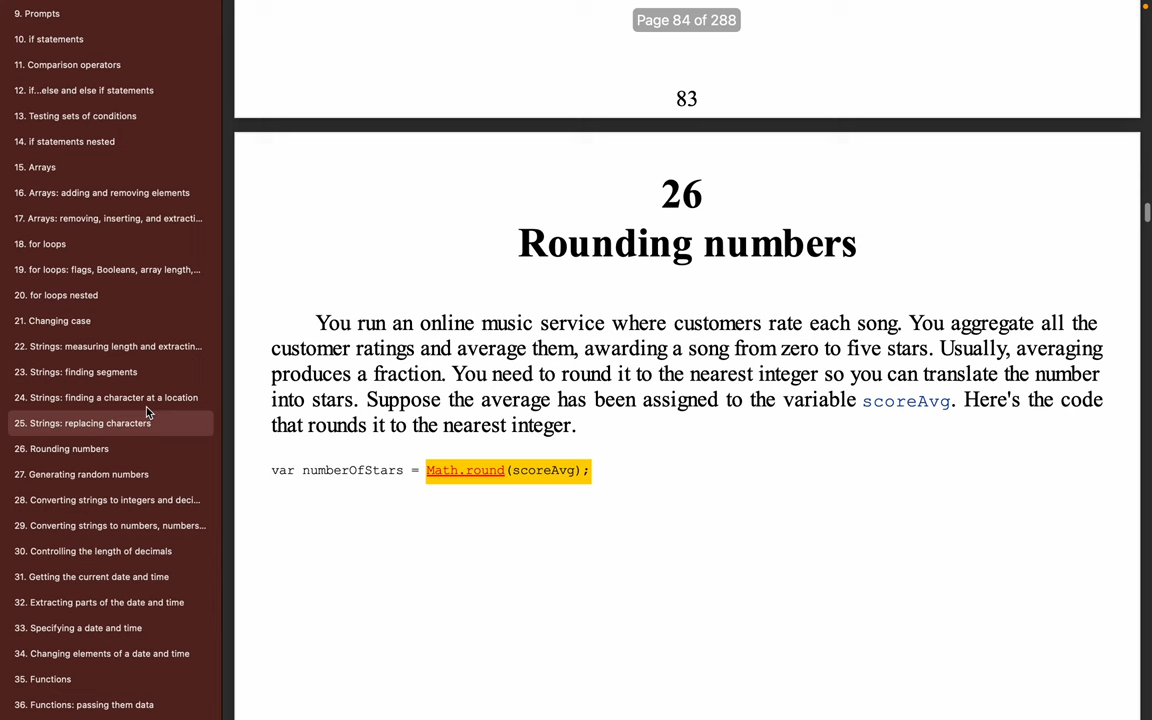 9. Prompts
10. if statements
11. Comparison operators
12. if...else and else if statements
13. Testing sets of conditions
14. if statements nested
15. Arrays
16. Arrays: adding and removing elements
17. Arrays: removing, inserting, and extracti...
18. for loops
19. for loops: flags, Booleans, array length,...
20. for loops nested
21. Changing case
22. Strings: measuring length and extractin...
23. Strings: finding segments
24. Strings: finding a character at a location
25. Strings: replacing characters
26. Rounding numbers
27. Generating random numbers
28. Converting strings to integers and deci...
29. Converting strings to numbers, numbers...
30. Controlling the length of decimals
31. Getting the current date and time
32. Extracting parts of the date and time
33. Specifying a date and time
34. Changing elements of a date and time
35. Functions
36. Functions: passing them data
Page 84 of 288
83
26
Rounding numbers
You run an online music service where customers rate each song. You aggregate all the
customer ratings and average them, awarding a song from zero to five stars. Usually, averaging
produces a fraction. You need to round it to the nearest integer so you can translate the number
into stars. Suppose the average has been assigned to the variable scoreAvg. Here's the code
that rounds it to the nearest integer.
var numberOfStars = Math.round(scoreAvg);